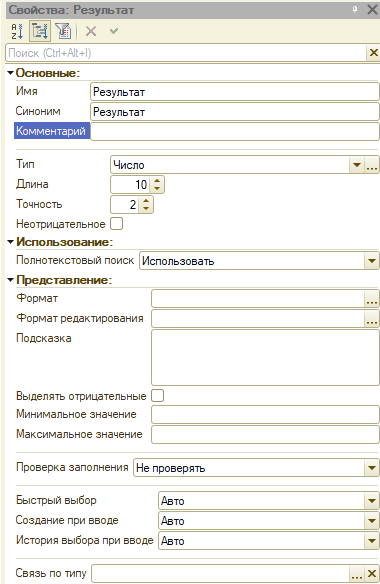 Свойства: Результат
Поиск (Ctrl+Alt+I)
Основные:
Имя Результат
Синоним Результат
Комментарий
Тип Число ...
Длина 10
Точность 2
Неотрицательное
Использование:
Полнотекстовый поиск Использовать
Представление:
Формат ...
Формат редактирования ...
Подсказка
Выделять отрицательные
Минимальное значение
Максимальное значение
Проверка заполнения Не проверять
Быстрый выбор Авто
Создание при вводе Авто
История выбора при вводе Авто
Связь по типу ...